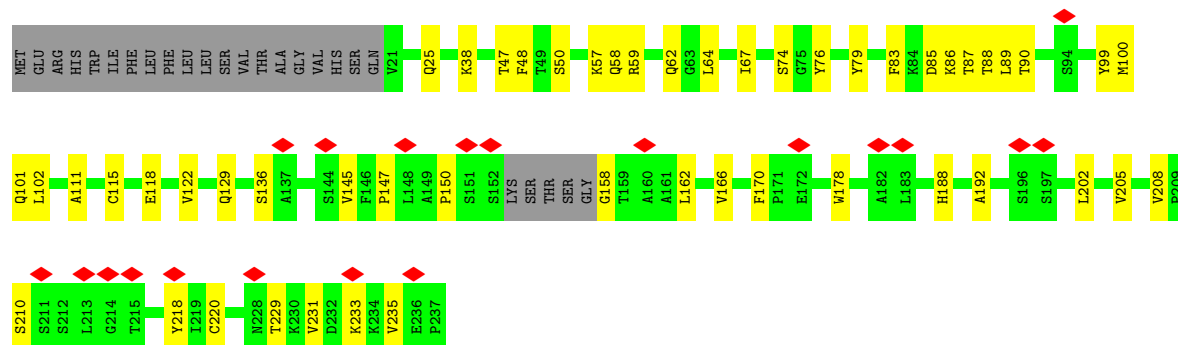 MET GLU ARG HIS TRP ILE PHE LEU PHE LEU LEU SER VAL THR ALA GLY VAL HIS SER GLN V21 Q25 K38 T47 F48 T49 S50 K57 Q58 R59 Q62 G63 L64 I67 S74 G75 Y76 Y79 F83 K84 D85 K86 T87 T88 L89 T90 S94 Y99 M100
Q101 L102 A111 C115 E118 V122 Q129 S136 A137 S144 V145 F146 P147 L148 A149 P150 S151 S152 LYS SER THR SER GLY G158 T159 A160 A161 L162 V166 F170 P171 E172 W178 A182 L183 H188 A192 S196 S197 L202 V205 V208 P209
S210 S211 S212 L213 G214 T215 Y218 I219 C220 N228 T229 K230 V231 D232 K233 K234 V235 E236 P237